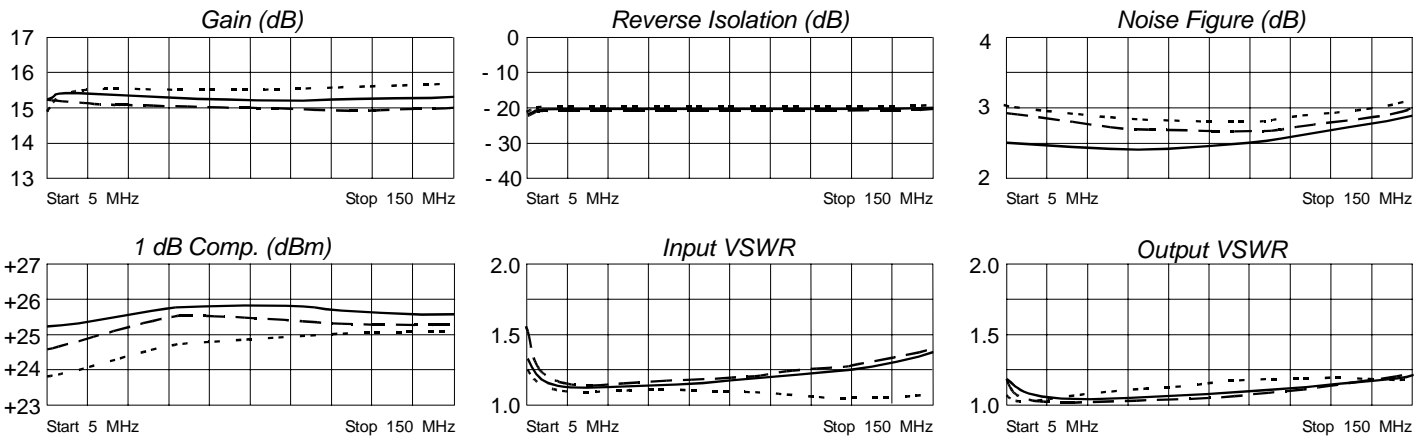 Gain (dB)
17
16
15
14
13
Start 5 MHz
Stop 150 MHz
Reverse Isolation (dB)
0
- 10
- 20
- 30
- 40
Start 5 MHz
Stop 150 MHz
Noise Figure (dB)
4
3
2
Start 5 MHz
Stop 150 MHz
1 dB Comp. (dBm)
+27
+26
+25
+24
+23
Start 5 MHz
Stop 150 MHz
Input VSWR
2.0
1.5
1.0
Start 5 MHz
Stop 150 MHz
Output VSWR
2.0
1.5
1.0
Start 5 MHz
Stop 150 MHz